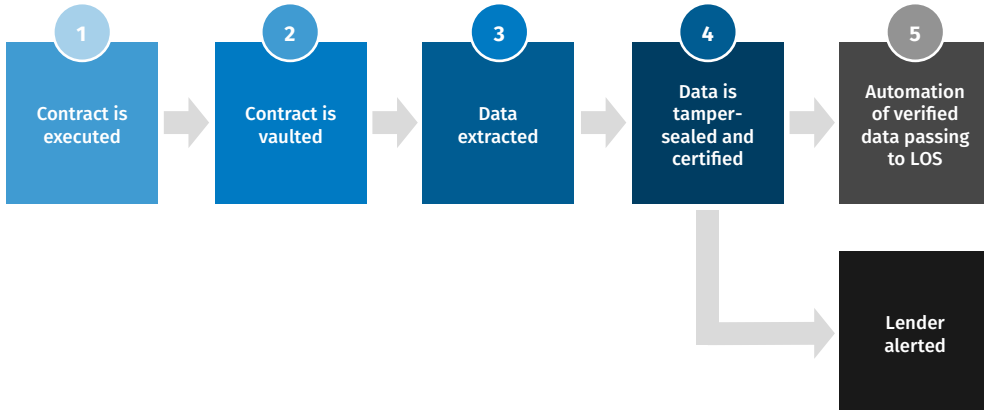 1
Contract is
executed
2
Contract is
vaulted
3
Data
extracted
4
Data is
tamper-
sealed and
certified
5
Automation
of verified
data passing
to LOS
Lender
alerted